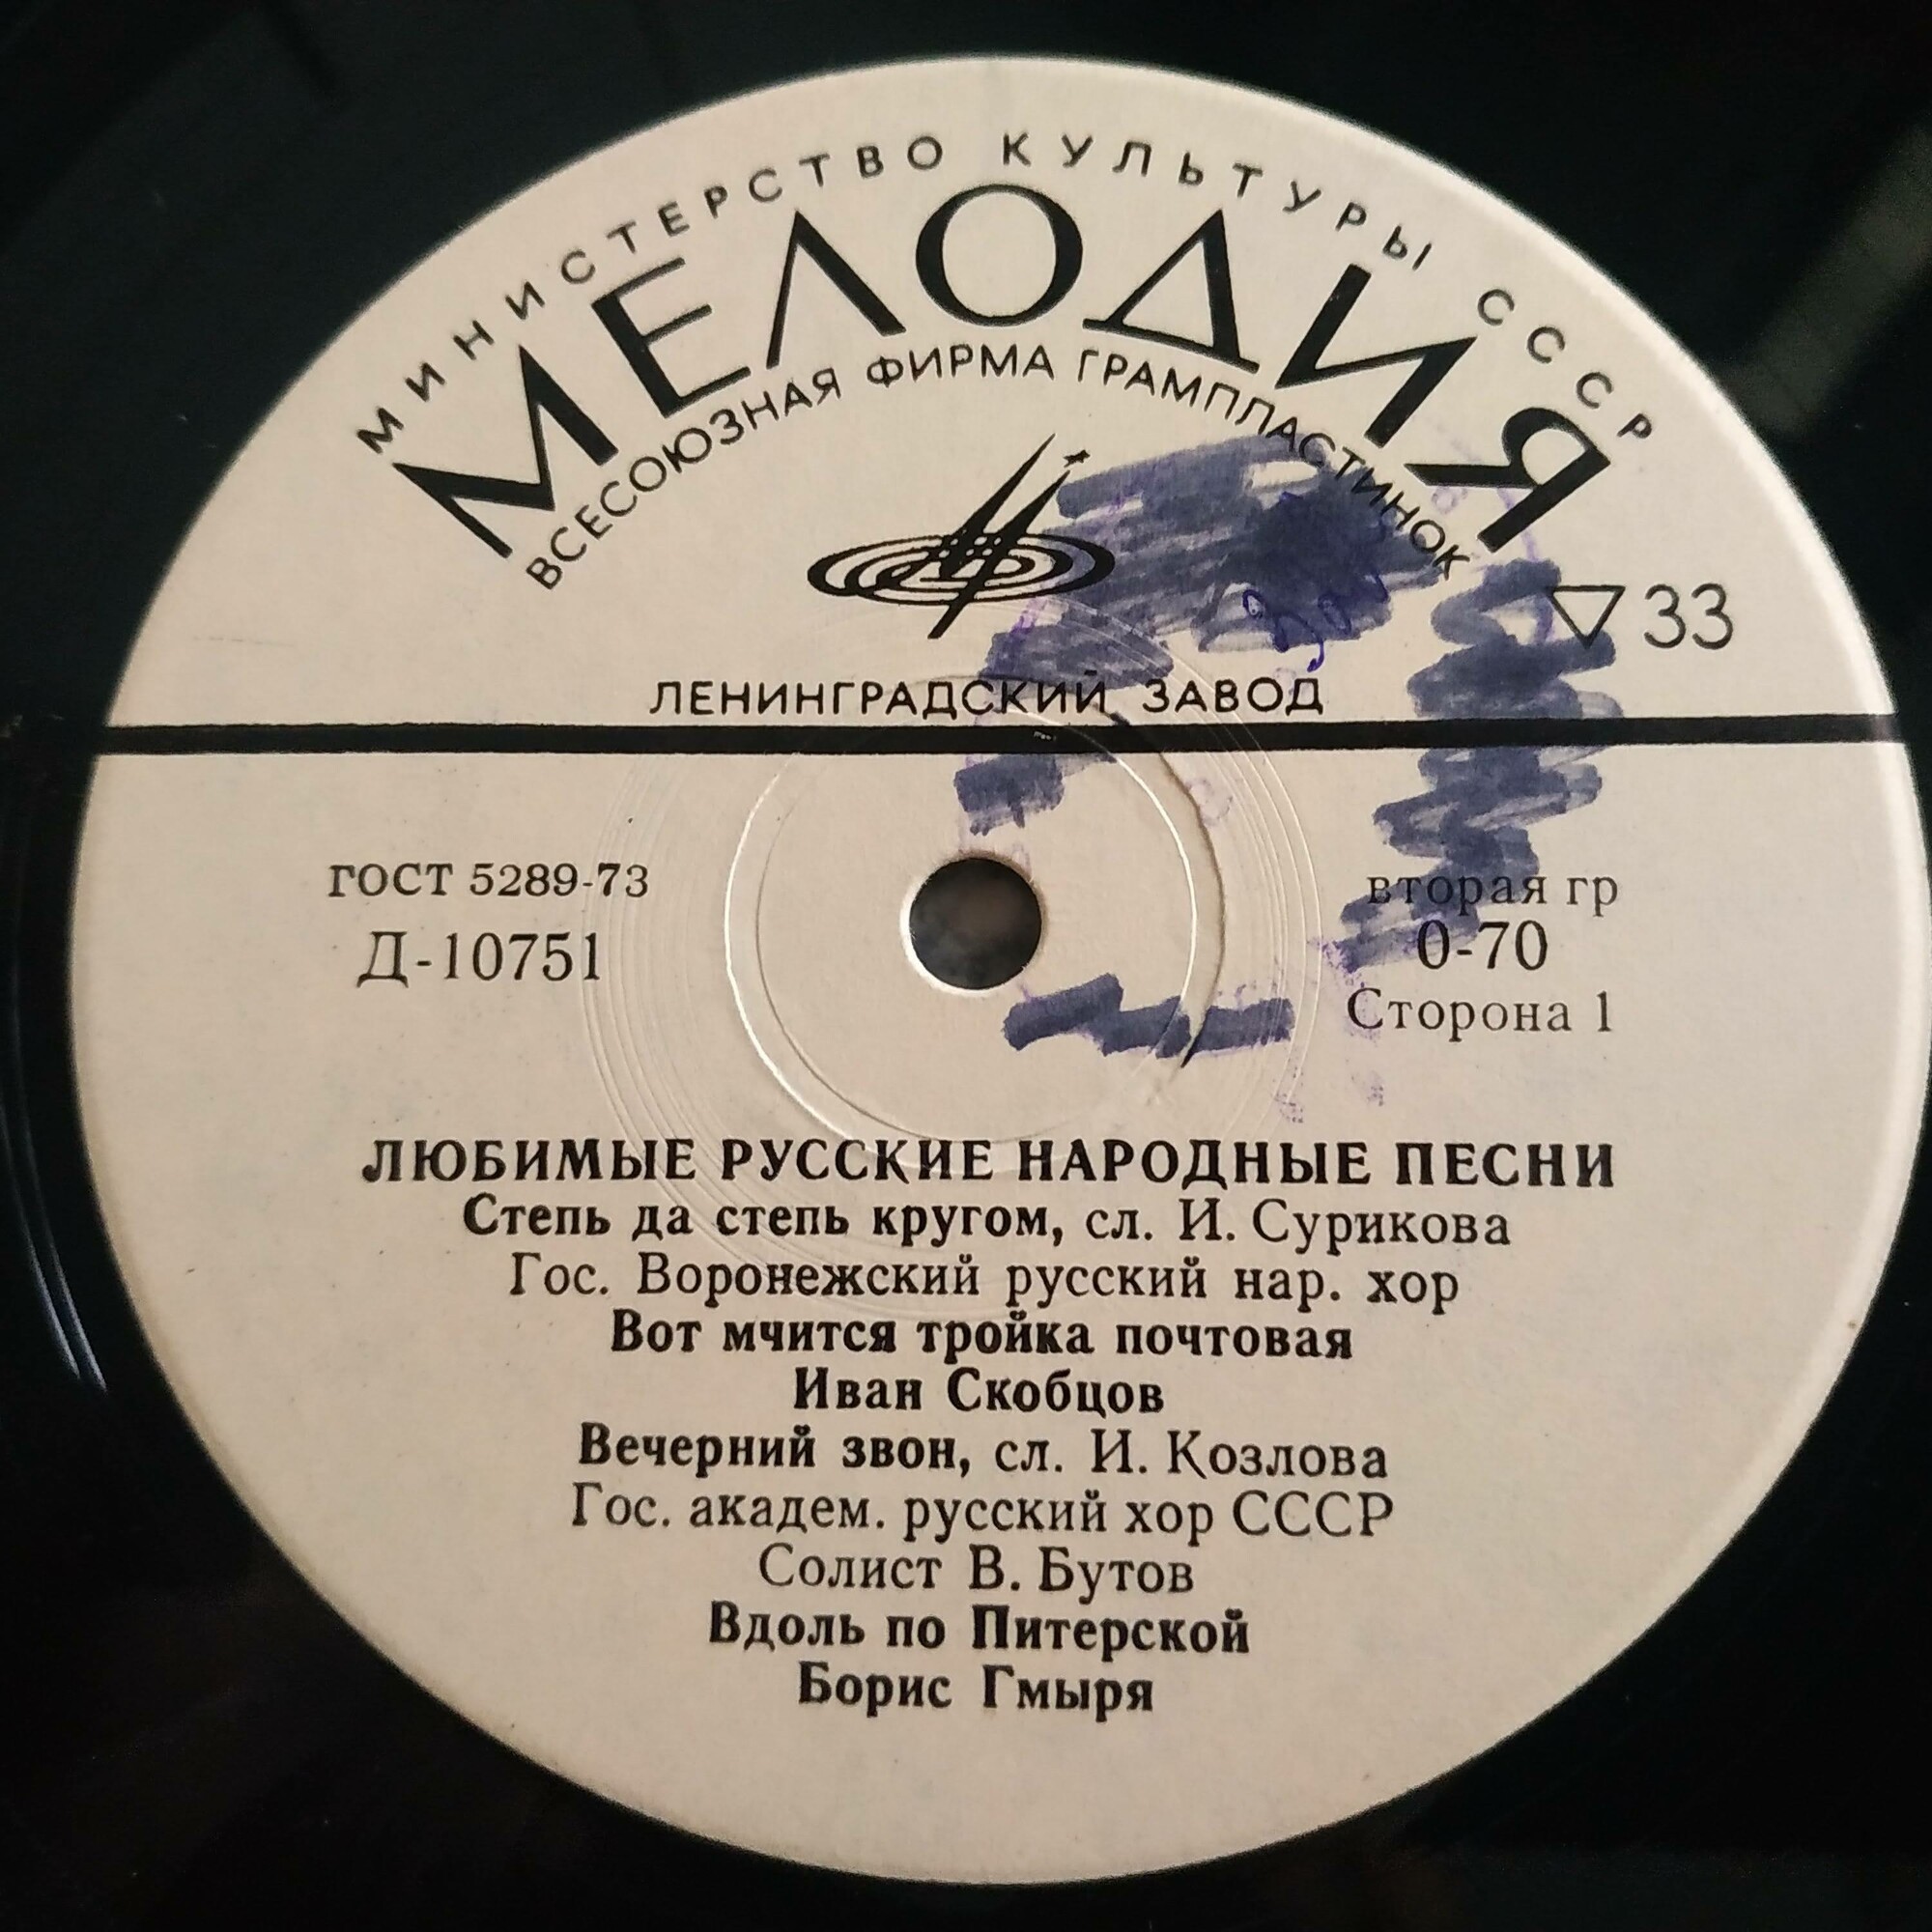 МИНИСТЕРСТВО КУЛЬТУРЫ СССР
МЕЛОДИЯ
ВСЕСОЮЗНАЯ ФИРМА ГРАМПЛАСТИНОК
▽33
ЛЕНИНГРАДСКИЙ ЗАВОД
ГОСТ 5289-73
Д-10751
вторая гр
0-70
Сторона 1
ЛЮБИМЫЕ РУССКИЕ НАРОДНЫЕ ПЕСНИ
Степь да степь кругом, сл. И. Сурикова
Гос. Воронежский русский нар. хор
Вот мчится тройка почтовая
Иван Скобцов
Вечерний звон, сл. И. Козлова
Гос. академ. русский хор СССР
Солист В. Бутов
Вдоль по Питерской
Борис Гмыря